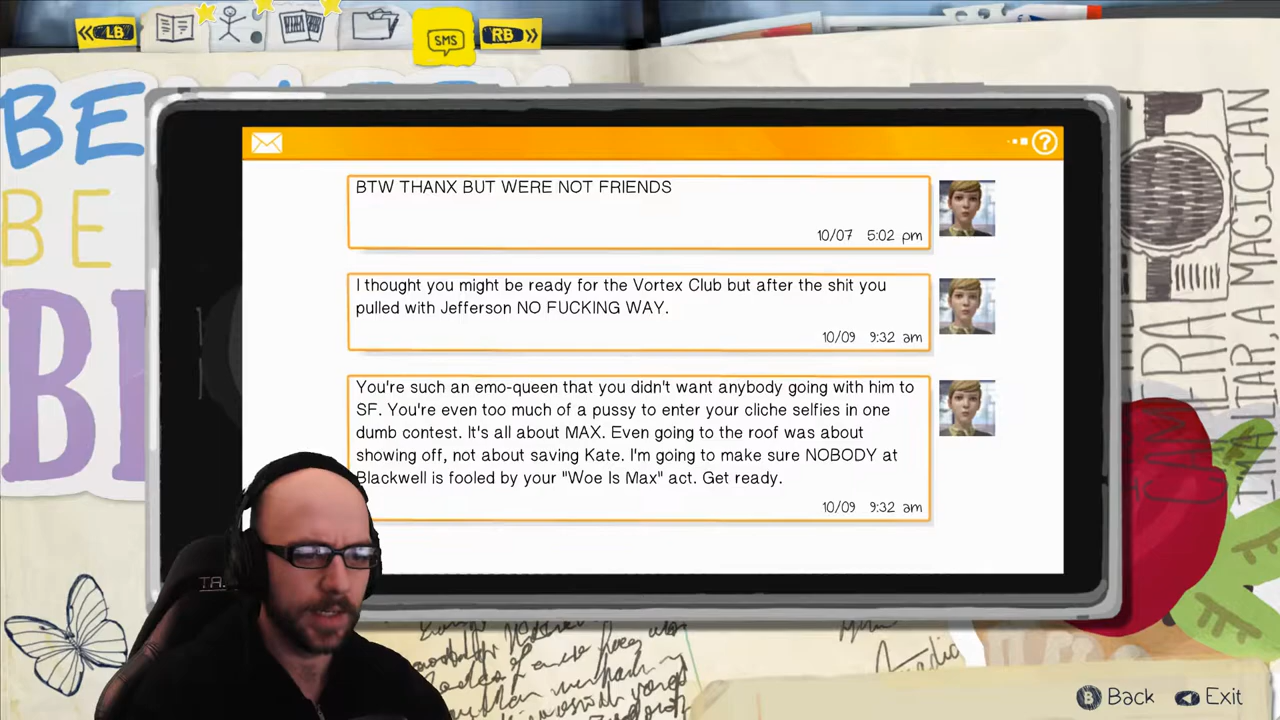 LB
SMS
RB
BE
BE
BTW THANX BUT WERE NOT FRIENDS
10/07 5:02 pm
I thought you might be ready for the Vortex Club but after the shit you
pulled with Jefferson NO FUCKING WAY.
10/09 9:32 am
You're such an emo-queen that you didn't want anybody going with him to
SF. You're even too much of a pussy to enter your cliche selfies in one
dumb contest. It's all about MAX. Even going to the roof was about
showing off, not about saving Kate. I'm going to make sure NOBODY at
Blackwell is fooled by your "Woe Is Max" act. Get ready.
10/09 9:32 am
?
A MAGICIAN
B Back
Exit